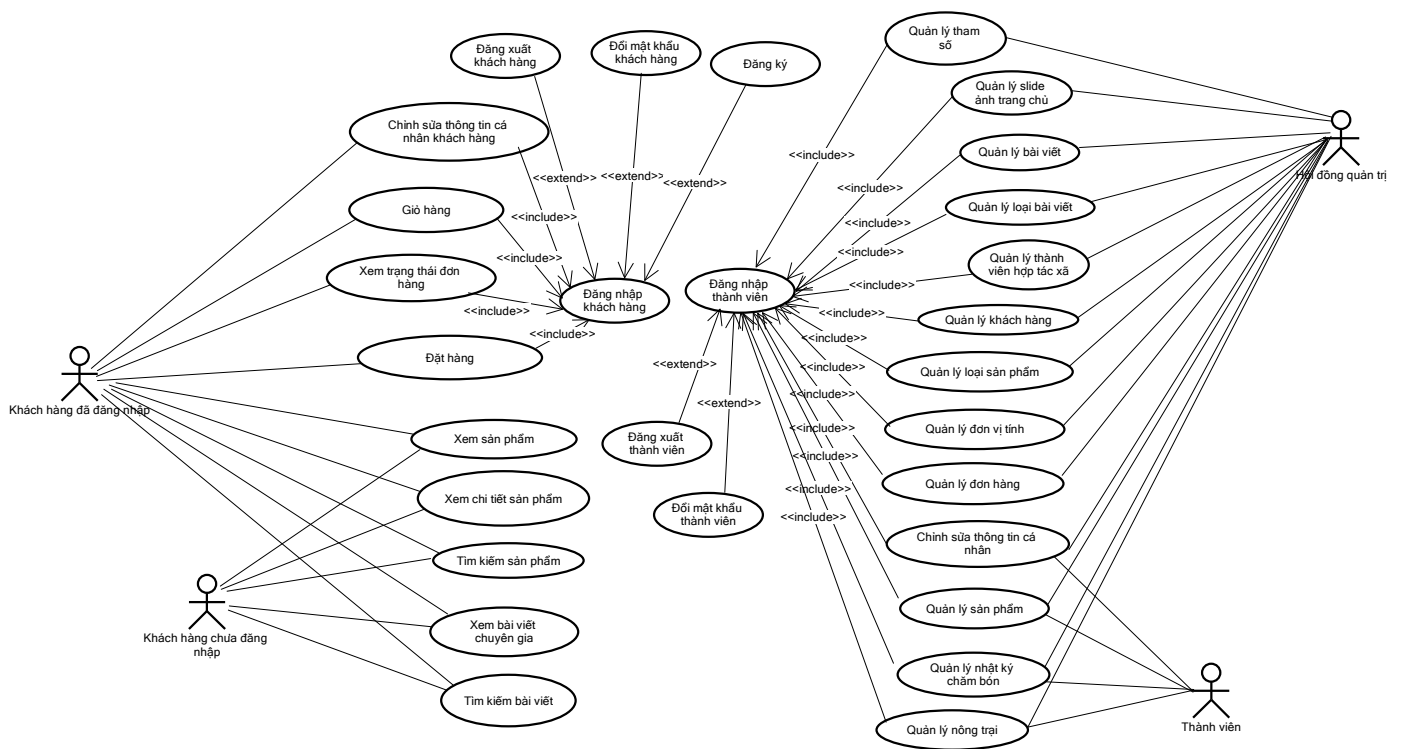 Quản lý tham
số
Đăng xuất
khách hàng
Đổi mật khẩu
khách hàng
Đăng ký
Quản lý slide
ảnh trang chủ
Chỉnh sửa thông tin cá
nhân khách hàng
Quản lý bài viết
<<include>>
Hội đồng quản trị
<<extend>>
<<extend>>
<<extend>>
<<include>>
Giỏ hàng
<<include>>
Quản lý loại bài viết
<<include>>
<<include>>
<<include>>
Xem trạng thái đơn
hàng
Quản lý thành
viên hợp tác xã
<<include>>
Đăng nhập
khách hàng
Đăng nhập
thành viên
<<include>>
<<include>>
Quản lý khách hàng
<<include>>
<<include>>
Đặt hàng
<<extend>>
<<include>>
Quản lý loại sản phẩm
<<include>>
Khách hàng đã đăng nhập
<<extend>>
<<include>>
Quản lý đơn vị tính
Xem sản phẩm
Đăng xuất
thành viên
<<include>>
Quản lý đơn hàng
<<include>>
Xem chi tiết sản phẩm
Đổi mật khẩu
thành viên
<<include>>
Chỉnh sửa thông tin cá
nhân
Tìm kiếm sản phẩm
Quản lý sản phẩm
Khách hàng chưa đăng
nhập
Xem bài viết
chuyên gia
Quản lý nhật ký
chăm bón
Tìm kiếm bài viết
Quản lý nông trại
Thành viên